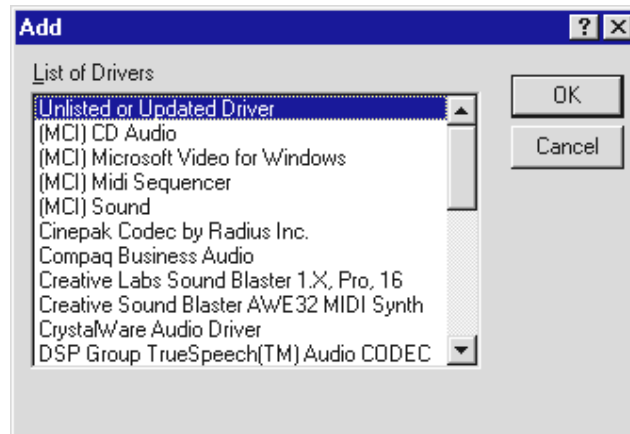 Add
List of Drivers
Unlisted or Updated Driver
(MCI) CD Audio
(MCI) Microsoft Video for Windows
(MCI) Midi Sequencer
(MCI) Sound
Cinepak Codec by Radius Inc.
Compaq Business Audio
Creative Labs Sound Blaster 1.X, Pro, 16
Creative Sound Blaster AWE32 MIDI Synth
CrystalWare Audio Driver
DSP Group TrueSpeech(TM) Audio CODEC
OK
Cancel